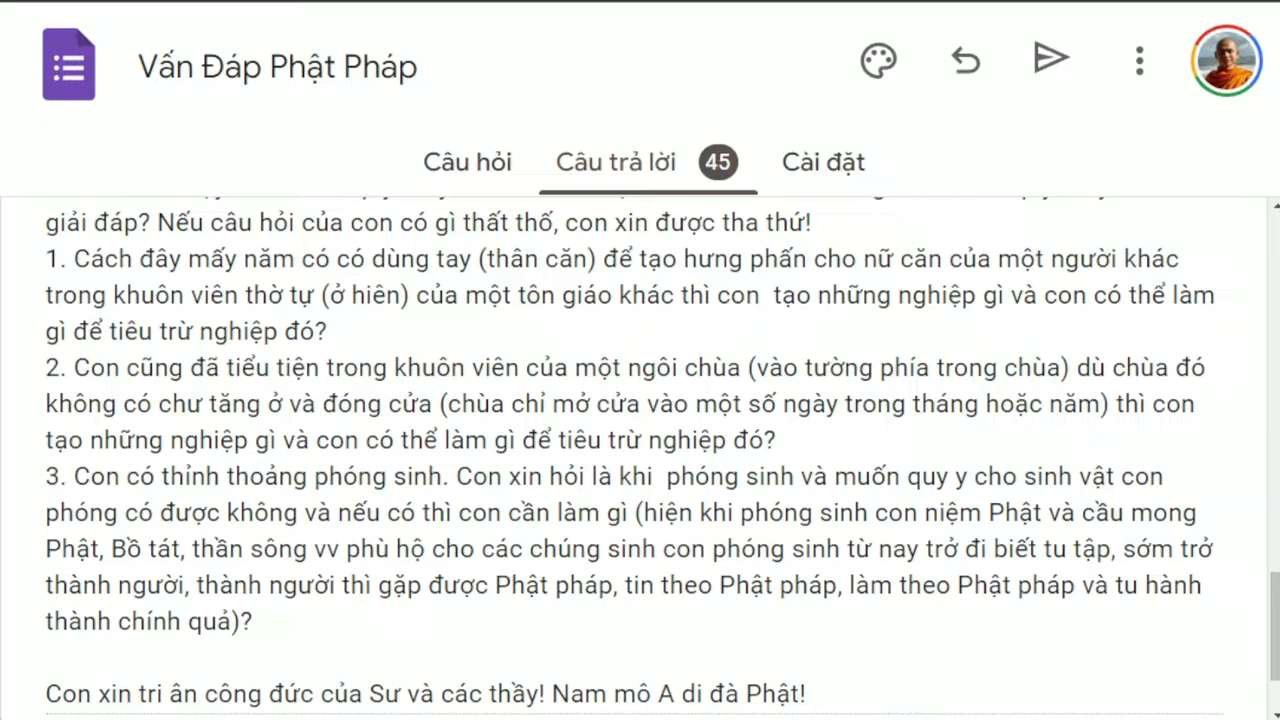 Vấn Đáp Phật Pháp
Câu hỏi Câu trả lời 45 Cài đặt
giải đáp? Nếu câu hỏi của con có gì thất thố, con xin được tha thứ!
1. Cách đây mấy năm có có dùng tay (thân căn) để tạo hưng phấn cho nữ căn của một người khác
trong khuôn viên thờ tự (ở hiên) của một tôn giáo khác thì con tạo những nghiệp gì và con có thể làm
gì để tiêu trừ nghiệp đó?
2. Con cũng đã tiểu tiện trong khuôn viên của một ngôi chùa (vào tường phía trong chùa) dù chùa đó
không có chư tăng ở và đóng cửa (chùa chỉ mở cửa vào một số ngày trong tháng hoặc năm) thì con
tạo những nghiệp gì và con có thể làm gì để tiêu trừ nghiệp đó?
3. Con có thỉnh thoảng phóng sinh. Con xin hỏi là khi phóng sinh và muốn quy y cho sinh vật con
phóng có được không và nếu có thì con cần làm gì (hiện khi phóng sinh con niệm Phật và cầu mong
Phật, Bồ tát, thần sông vv phù hộ cho các chúng sinh con phóng sinh từ nay trở đi biết tu tập, sớm trở
thành người, thành người thì gặp được Phật pháp, tin theo Phật pháp, làm theo Phật pháp và tu hành
thành chính quả)?
Con xin tri ân công đức của Sư và các thầy! Nam mô A di đà Phật!